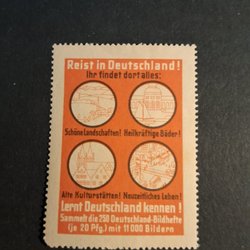 Reist in Deutschland!
Ihr findet dort alles:
Schöne Landschaften! Heilkräftige Bäder!
Alte Kulturstätten! Neuzeitliches Leben!
Lernt Deutschland kennen!
Sammelt die 250 Deutschland-Bildhefte
(je 20 Pfg.) mit 11000 Bildern